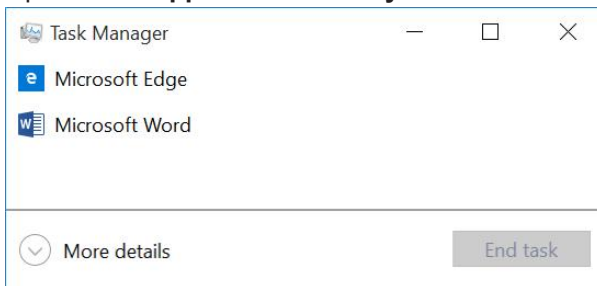 Task Manager
Microsoft Edge
Microsoft Word
More details
End task